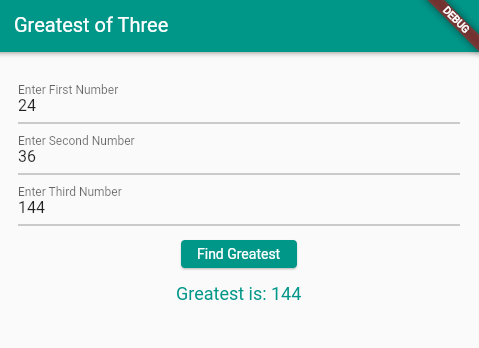 Greatest of Three
DEBUG
Enter First Number
24
Enter Second Number
36
Enter Third Number
144
Find Greatest
Greatest is: 144